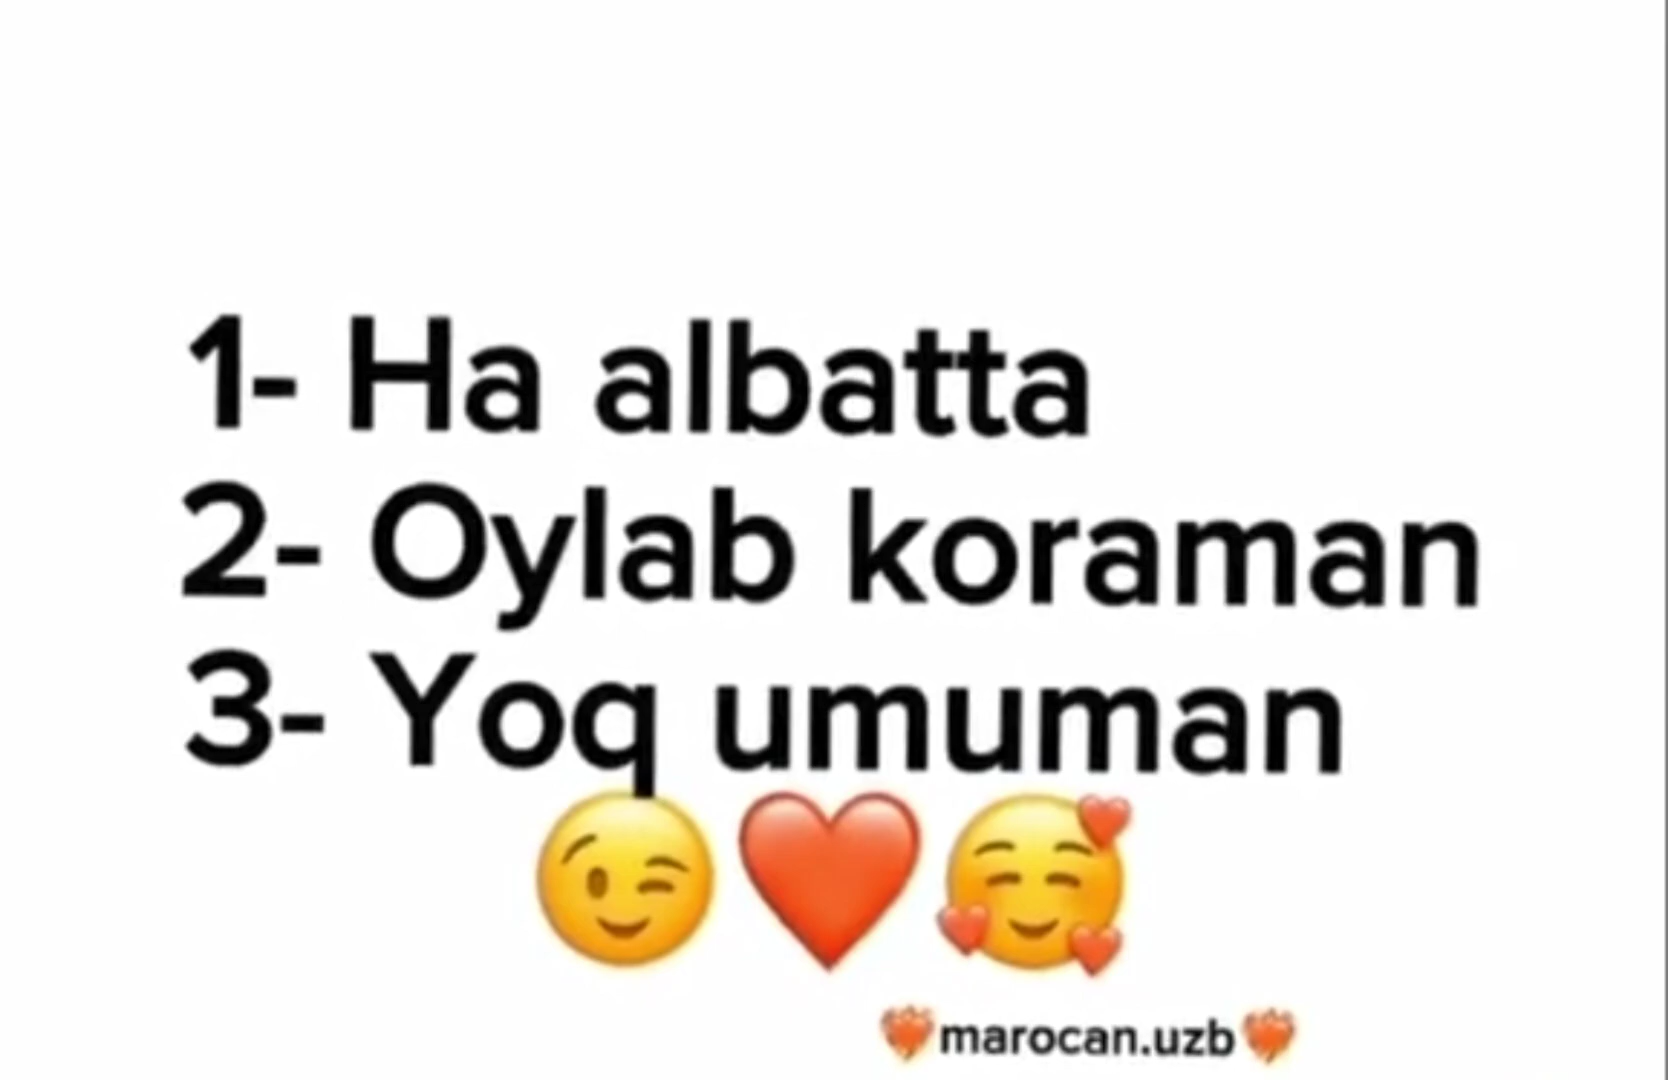 1- Ha albatta
2- Oylab koraman
3- Yoq umuman
😉❤️🥰
❤️‍🔥marocan.uzb❤️‍🔥